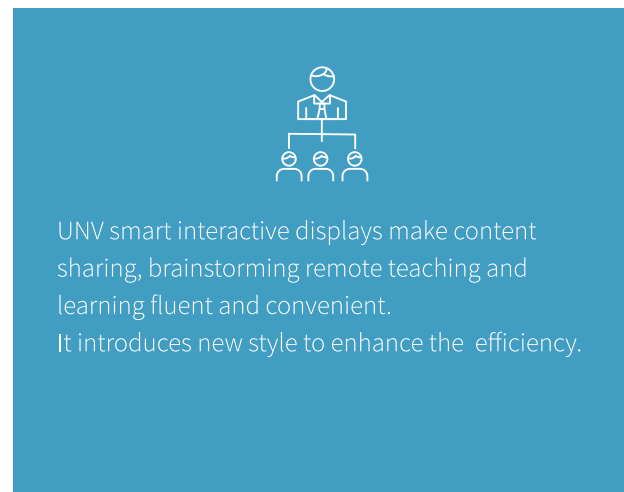 UNV smart interactive displays make content
sharing, brainstorming remote teaching and
learning fluent and convenient.
It introduces new style to enhance the  efficiency.